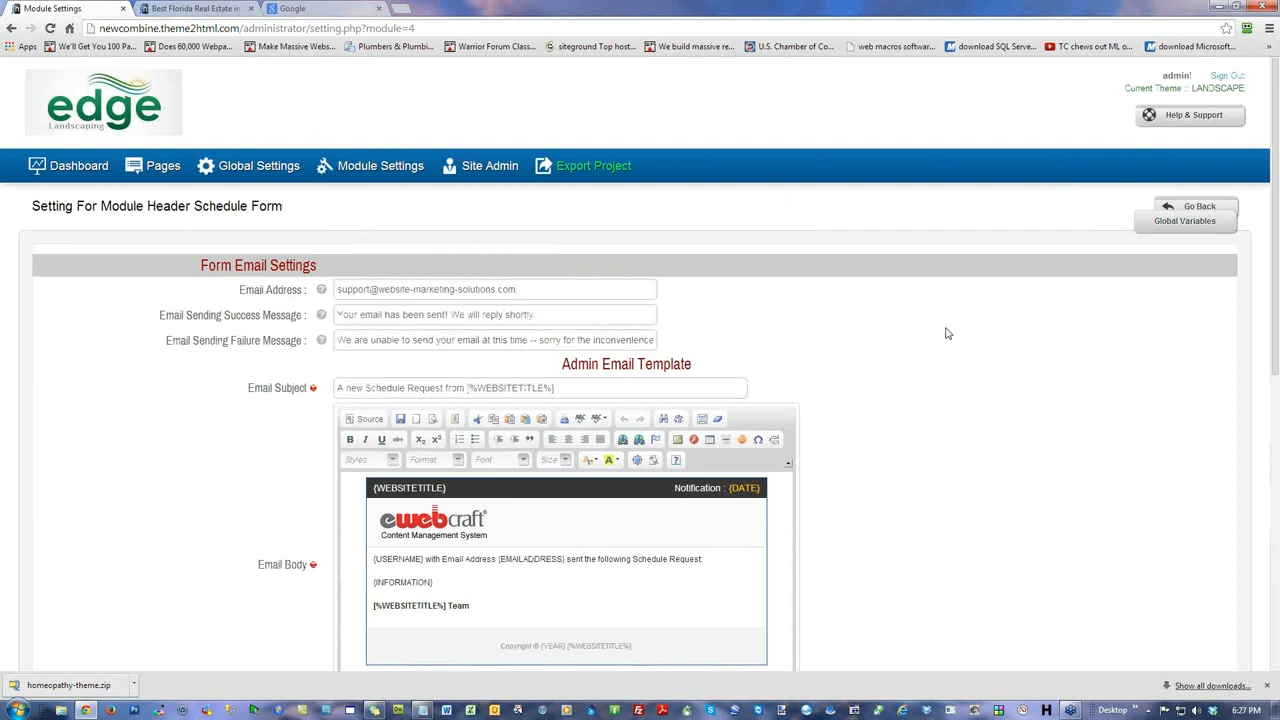 Module Settings
Best Florida Real Estate in
Google
newcombine.theme2html.com/administrator/setting.php?module=4
Apps We'll Get You 100 Pa... Does 60,000 Webpa... Make Massive Webs... Plumbers & Plumbi... Warrior Forum Class... siteground Top host... We build massive re... U.S. Chamber of Co... web macros softwar... download SQL Serve... TC chews out ML o... download Microsoft...
edge
Landscaping
admin! Sign Out
Current Theme :: LANDSCAPE
Help & Support
Dashboard Pages Global Settings Module Settings Site Admin Export Project
Setting For Module Header Schedule Form
Go Back
Global Variables
Form Email Settings
Email Address : support@website-marketing-solutions.com
Email Sending Success Message : Your email has been sent! We will reply shortly.
Email Sending Failure Message : We are unable to send your email at this time -- sorry for the inconvenience
Admin Email Template
Email Subject A new Schedule Request from [%WEBSITETITLE%]
Source
Styles Format Font Size
{WEBSITETITLE} Notification : {DATE}
ewebcraft
Content Management System
{USERNAME} with Email Address {EMAILADDRESS} sent the following Schedule Request:
Email Body
{INFORMATION}
[%WEBSITETITLE%] Team
Copyright © {YEAR} [%WEBSITETITLE%]
homeopathy-theme.zip
Show all downloads...
Desktop
6:27 PM